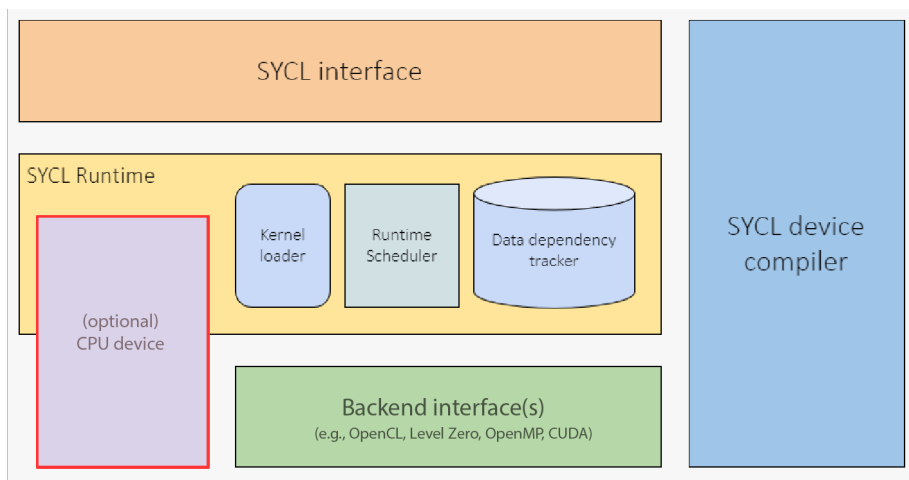 SYCL interface
SYCL Runtime
Kernel
loader
Runtime
Scheduler
Data dependency
tracker
(optional)
CPU device
Backend interface(s)
(e.g., OpenCL, Level Zero, OpenMP, CUDA)
SYCL device
compiler